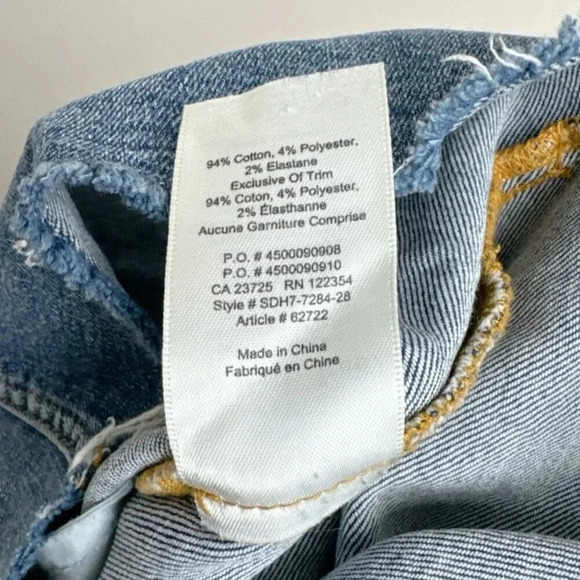 94% Cotton, 4% Polyester,
2% Elastane
Exclusive Of Trim
94% Coton, 4% Polyester,
2% Élasthanne
Aucune Garniture Comprise
P.O. # 4500090908
P.O. # 4500090910
CA 23725 RN 122354
Style # SDH7-7284-28
Article # 62722
Made in China
Fabriqué en Chine